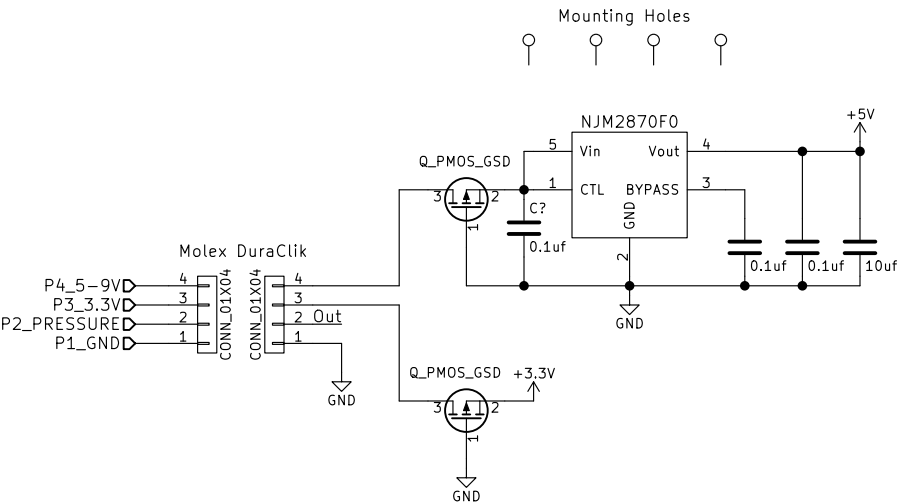 Mounting Holes
+5V
NJM2870F0
5 Vin Vout 4
Q_PMOS_GSD
3 2 1 CTL BYPASS 3
1
C?
GND
0.1uf
2
0.1uf 0.1uf 10uf
GND
Molex DuraClik
P4_5-9V 4 CONN_01X04 CONN_01X04 4
P3_3.3V 3 3
P2_PRESSURE 2 2 Out
P1_GND 1 1
GND
Q_PMOS_GSD +3.3V
3 2
1
GND